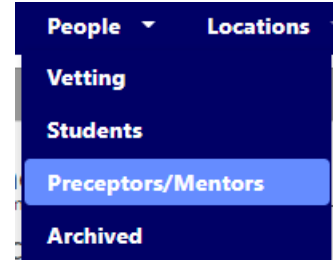 People Locations
Vetting
Students
Preceptors/Mentors
Archived